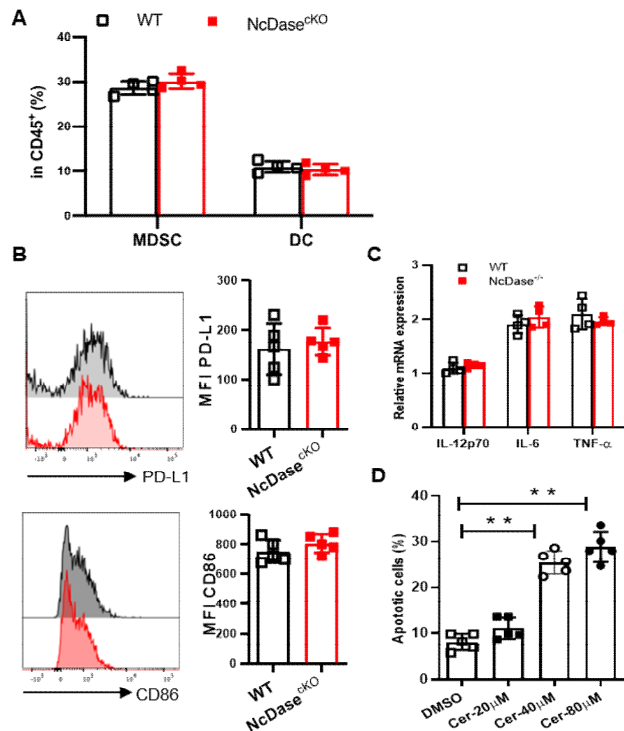 A
WT
NcDase^cKO
in CD45⁺ (%)
40
30
20
10
0
MDSC
DC
B
PD-L1
MFI PD-L1
300
200
100
0
WT
NcDase^cKO
CD86
MFI CD86
1000
800
600
400
200
0
WT
NcDase^cKO
C
WT
NcDase⁻/⁻
Relative mRNA expression
3
2
1
0
IL-12p70
IL-6
TNF-α
D
Apoptotic cells (%)
40
30
20
10
0
* *
* *
DMSO
Cer-20μM
Cer-40μM
Cer-80μM